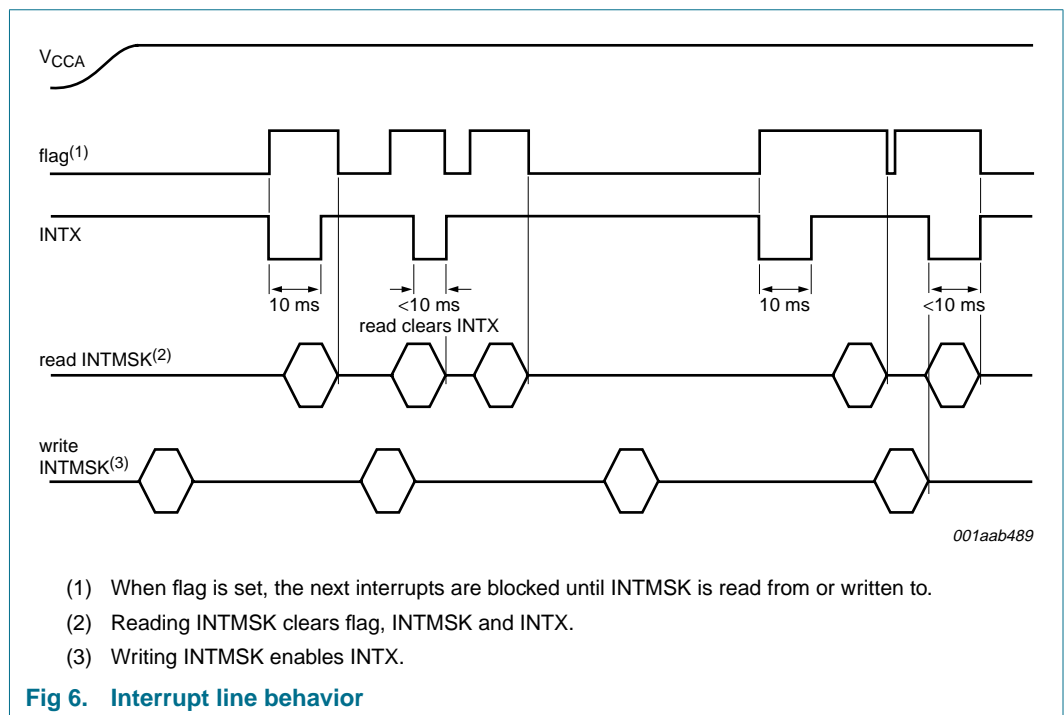 VCCA
flag(1)
INTX
10 ms
<10 ms
read clears INTX
10 ms
<10 ms
read INTMSK(2)
write
INTMSK(3)
001aab489
(1) When flag is set, the next interrupts are blocked until INTMSK is read from or written to.
(2) Reading INTMSK clears flag, INTMSK and INTX.
(3) Writing INTMSK enables INTX.
Fig 6. Interrupt line behavior